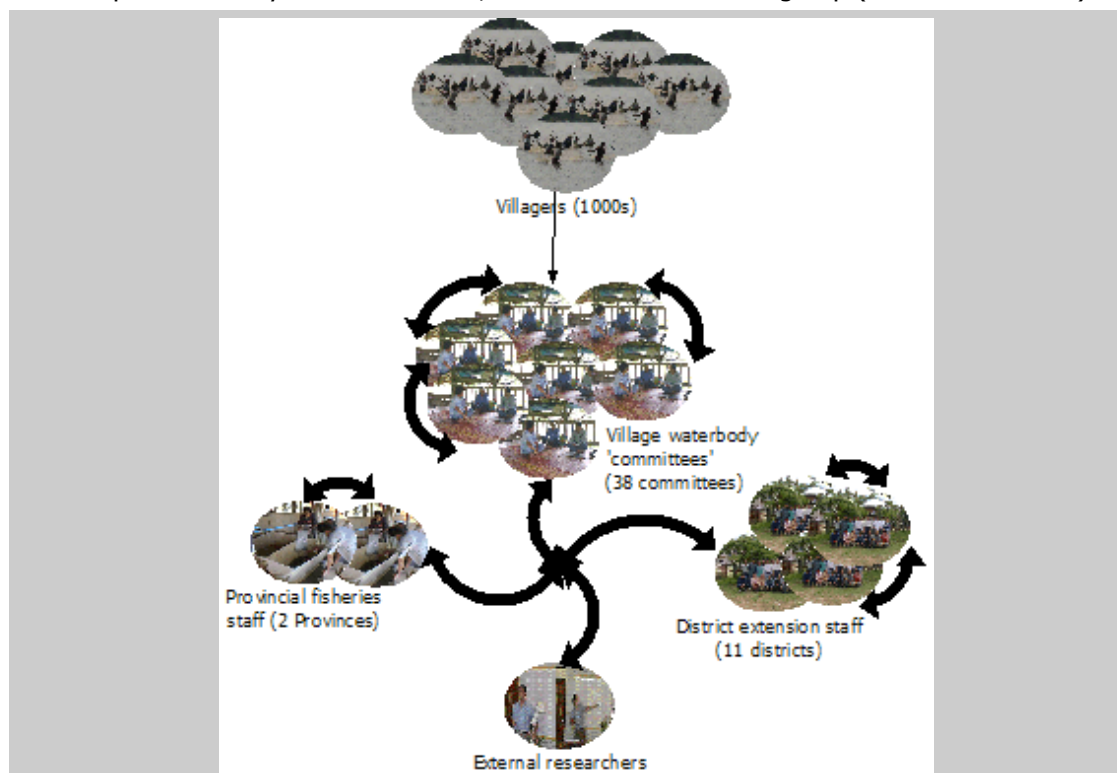 Villagers (1000s)
Village waterbody
'committees'
(38 committees)
Provincial fisheries
staff (2 Provinces)
District extension staff
(11 districts)
External researchers